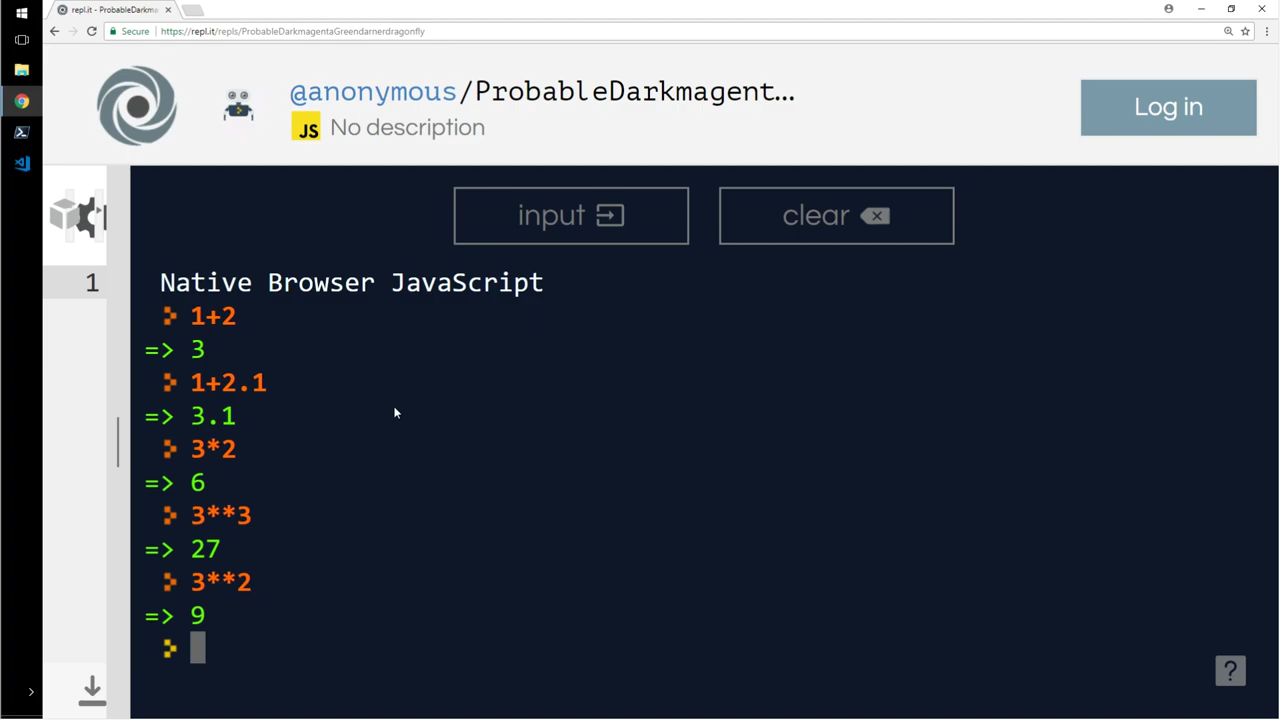 repl.it - ProbableDarkma
Secure
https://repl.it/repls/ProbableDarkmagentaGreendarnerdragonfly
@anonymous/ProbableDarkmagent...
JS No description
Log in
input
clear
1
Native Browser JavaScript
1+2
=> 3
1+2.1
=> 3.1
3*2
=> 6
3**3
=> 27
3**2
=> 9
?